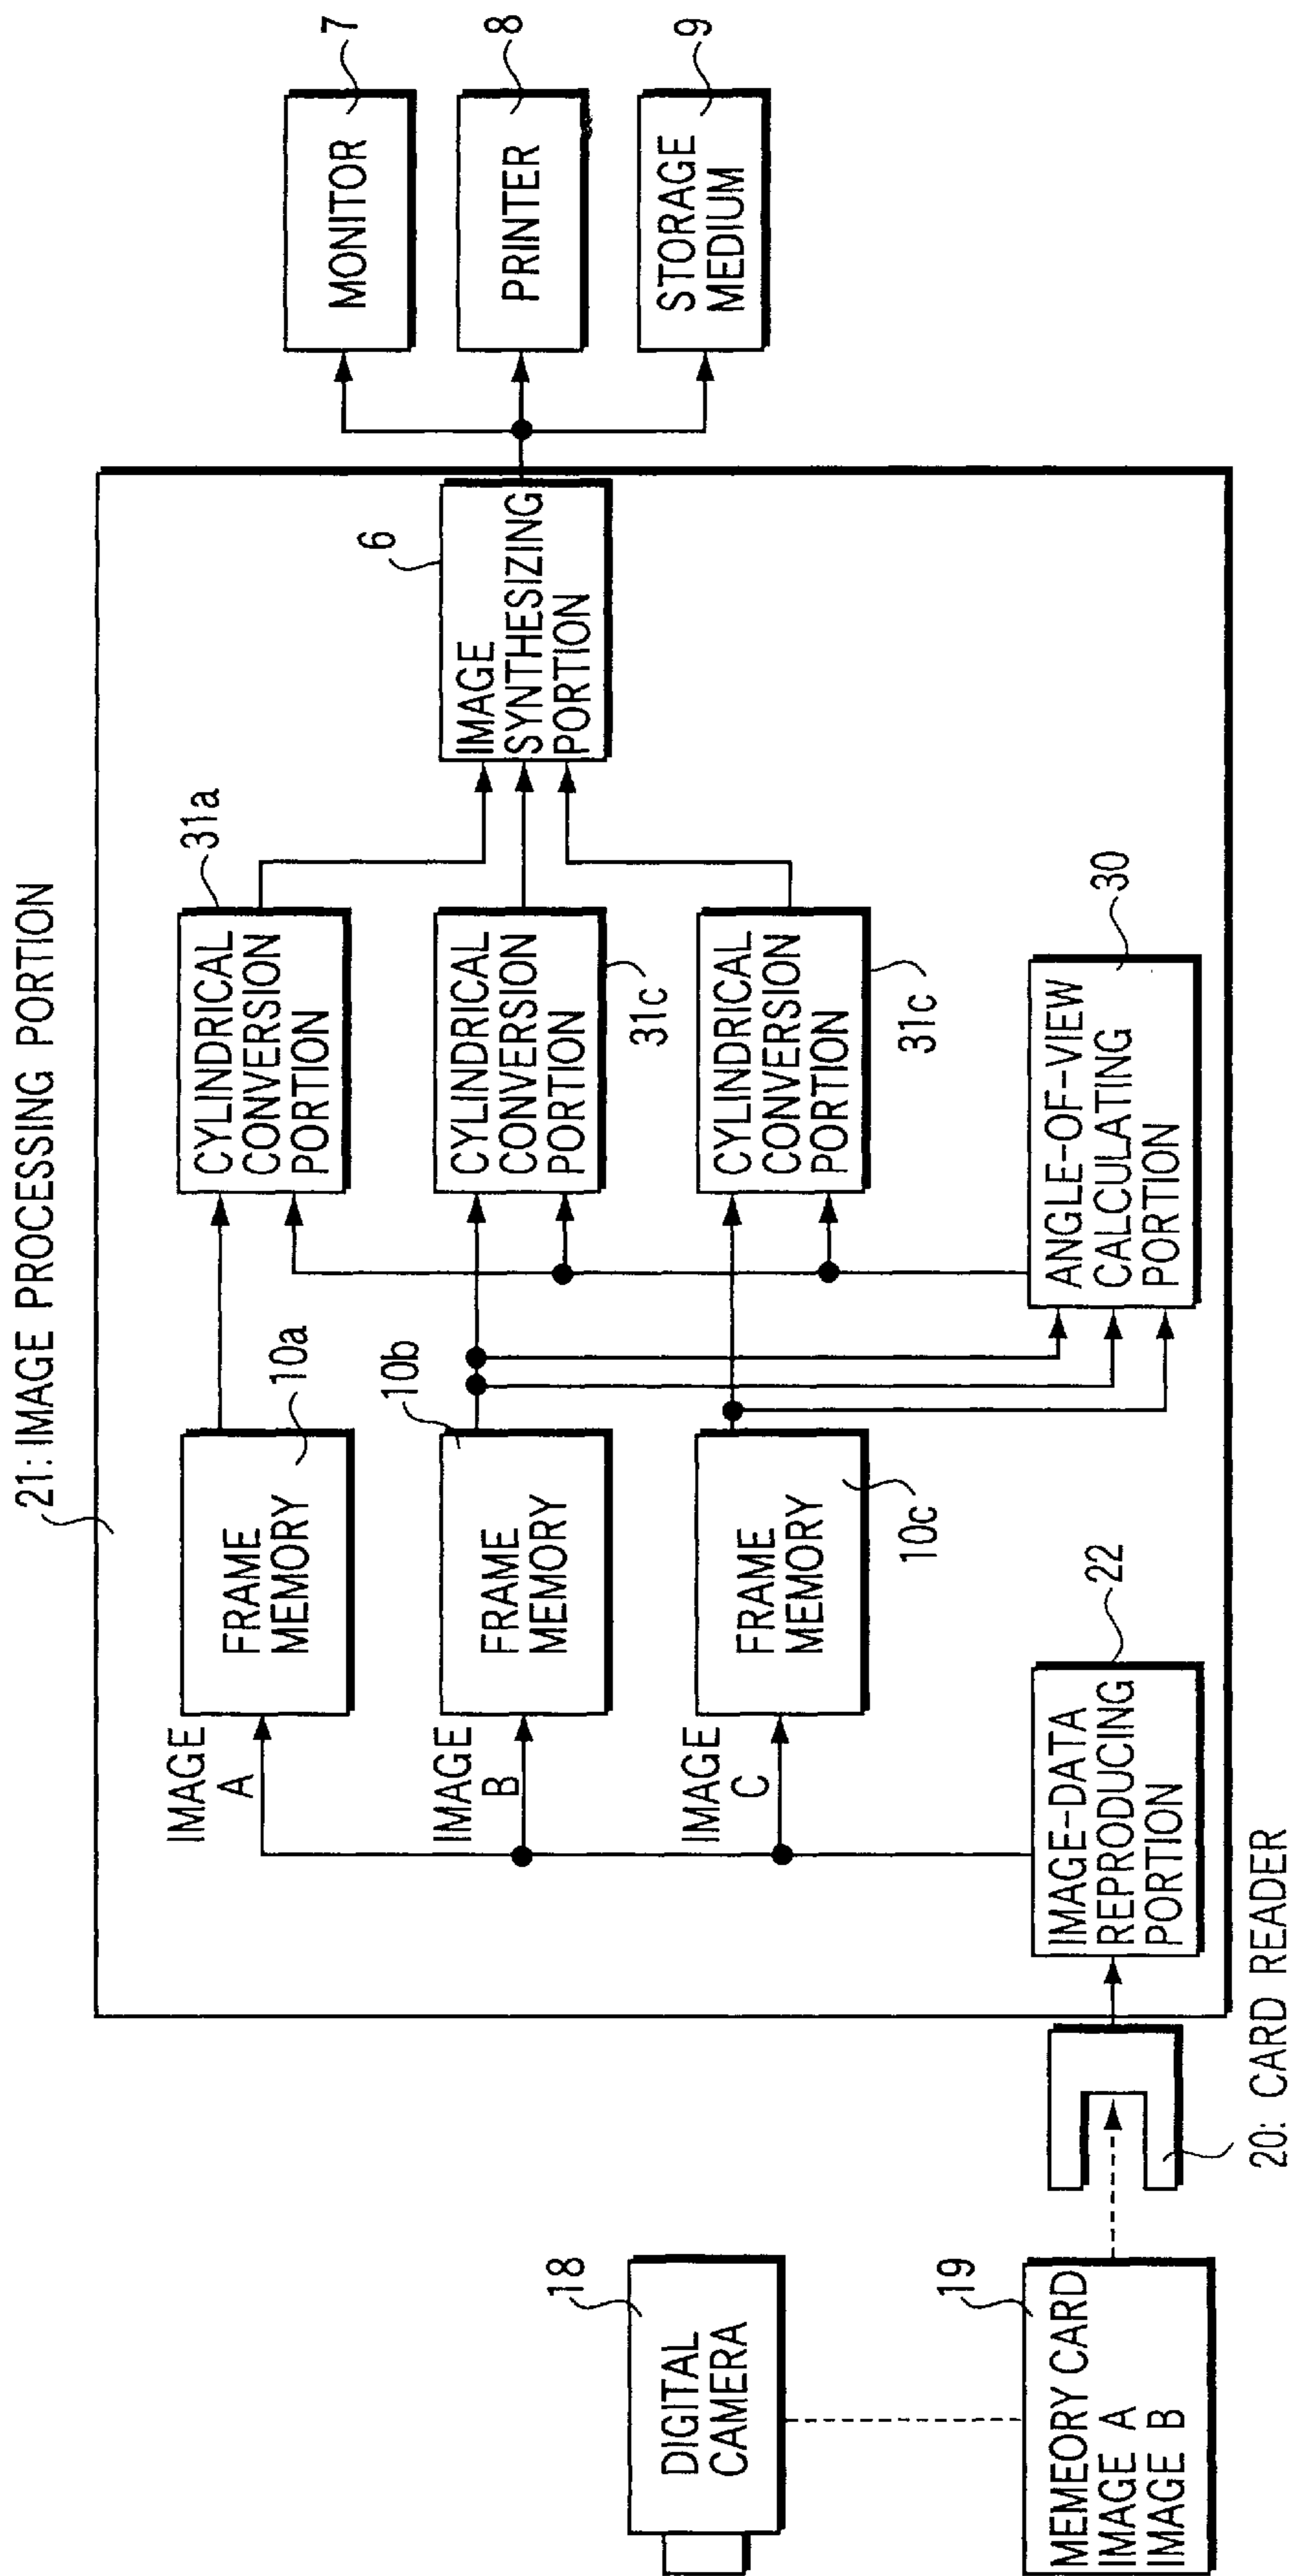 21: IMAGE PROCESSING PORTION
DIGITAL
CAMERA
18
MEMEORY CARD
IMAGE A
IMAGE B
19
20: CARD READER
IMAGE-DATA
REPRODUCING
PORTION
22
IMAGE
A
FRAME
MEMORY
10a
IMAGE
B
FRAME
MEMORY
10b
IMAGE
C
FRAME
MEMORY
10c
CYLINDRICAL
CONVERSION
PORTION
31a
CYLINDRICAL
CONVERSION
PORTION
31c
CYLINDRICAL
CONVERSION
PORTION
31c
ANGLE-OF-VIEW
CALCULATING
PORTION
30
IMAGE
SYNTHESIZING
PORTION
6
MONITOR
7
PRINTER
8
STORAGE
MEDIUM
9